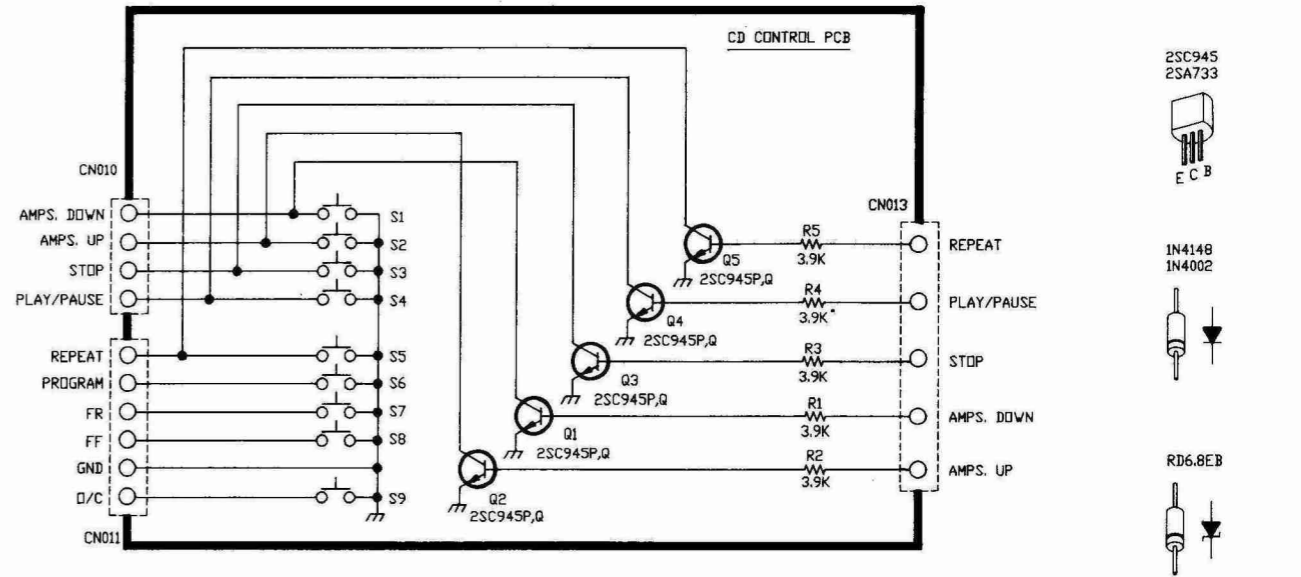 CD CONTROL PCB
2SC945
2SA733
E C B
CN010
AMPS. DOWN
AMPS. UP
STOP
PLAY/PAUSE
REPEAT
PROGRAM
FR
FF
GND
O/C
CN011
S1
S2
S3
S4
S5
S6
S7
S8
S9
Q5
2SC945P,Q
Q4
2SC945P,Q
Q3
2SC945P,Q
Q1
2SC945P,Q
Q2
2SC945P,Q
R5
3.9K
R4
3.9K
R3
3.9K
R1
3.9K
R2
3.9K
CN013
REPEAT
PLAY/PAUSE
STOP
AMPS. DOWN
AMPS. UP
1N4148
1N4002
RD6.8EB